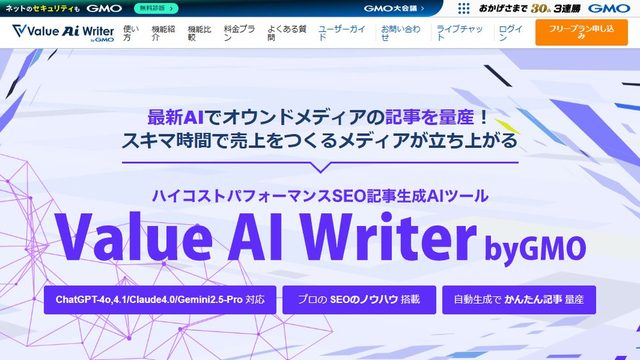 ネットのセキュリティも GMO 無料診断 GMO大会議 おかげさまで 30th 3連勝 GMO
Value Ai Writer by GMO 使い方 機能紹介 機能比較 料金プラン よくある質問 ユーザーガイド お問い合わせ ライブチャット ログイン フリープラン申し込み
最新AIでオウンドメディアの記事を量産！
スキマ時間で売上をつくるメディアが立ち上がる
ハイコストパフォーマンスSEO記事生成AIツール
Value AI Writer byGMO
ChatGPT-4o,4.1/Claude4.0/Gemini2.5-Pro 対応 プロの SEOのノウハウ 搭載 自動生成で かんたん記事 量産